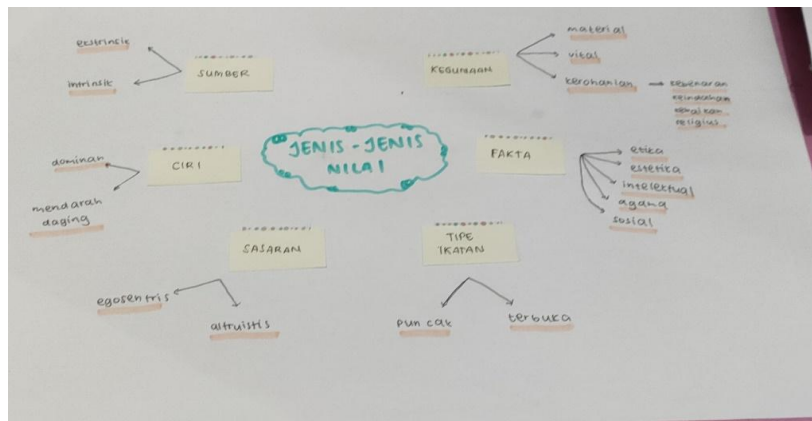 JENIS-JENIS
NILAI
SUMBER
ekstrinsik
intrinsik
KEGUNAAN
material
vital
kerohanian
kebenaran
keindahan
kebaikan
religius
CIRI
dominan
mendarah
daging
FAKTA
etika
estetika
intelektual
agama
sosial
SASARAN
egosentris
altruistis
TIPE
IKATAN
puncak
terbuka